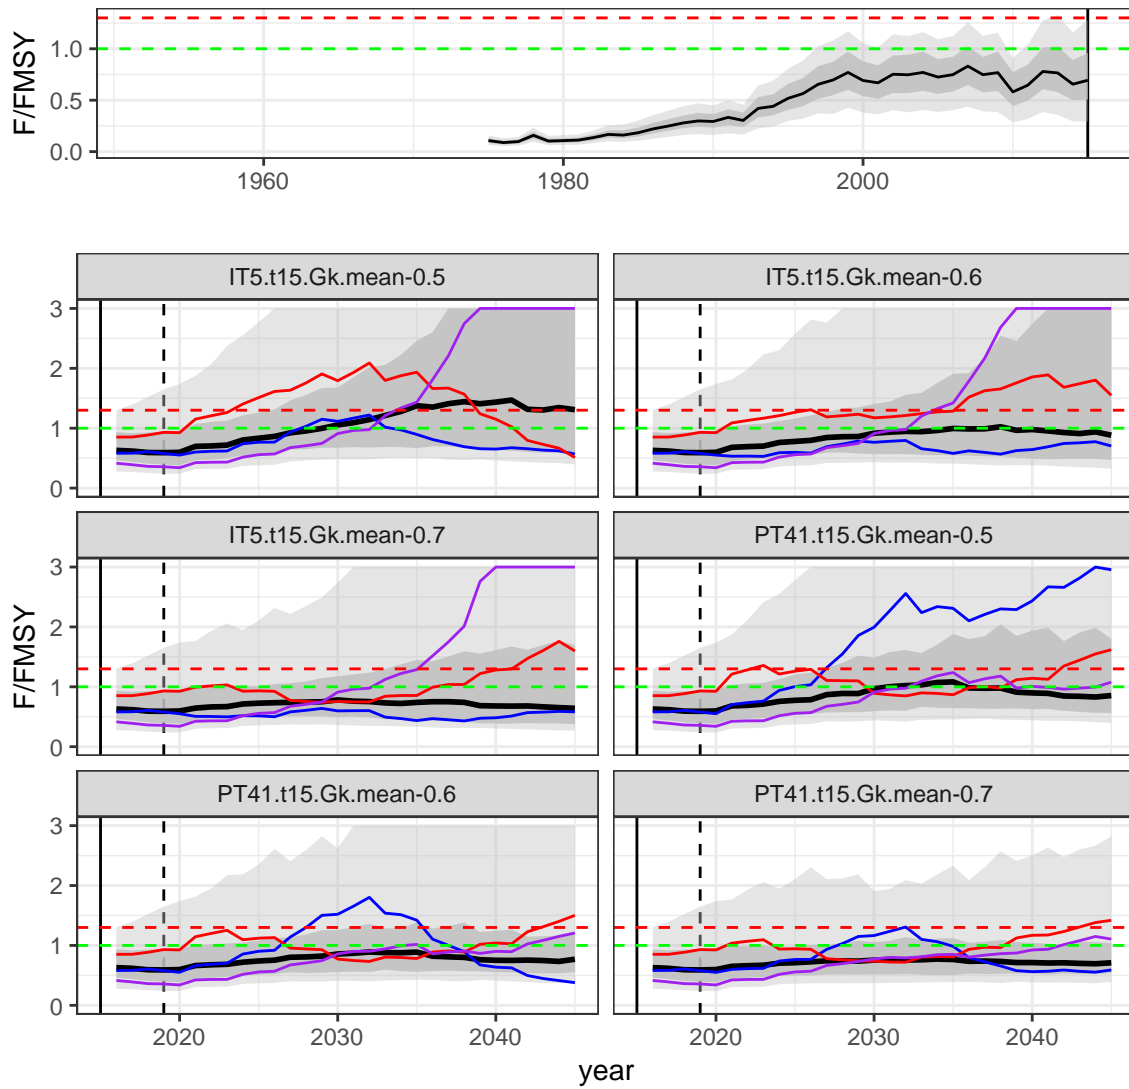 F/FMSY
1.0
0.5
0.0
1960 1980 2000
IT5.t15.Gk.mean-0.5 IT5.t15.Gk.mean-0.6
3
2
1
0
IT5.t15.Gk.mean-0.7 PT41.t15.Gk.mean-0.5
F/FMSY
3
2
1
0
PT41.t15.Gk.mean-0.6 PT41.t15.Gk.mean-0.7
3
2
1
0
2020 2030 2040 2020 2030 2040
year